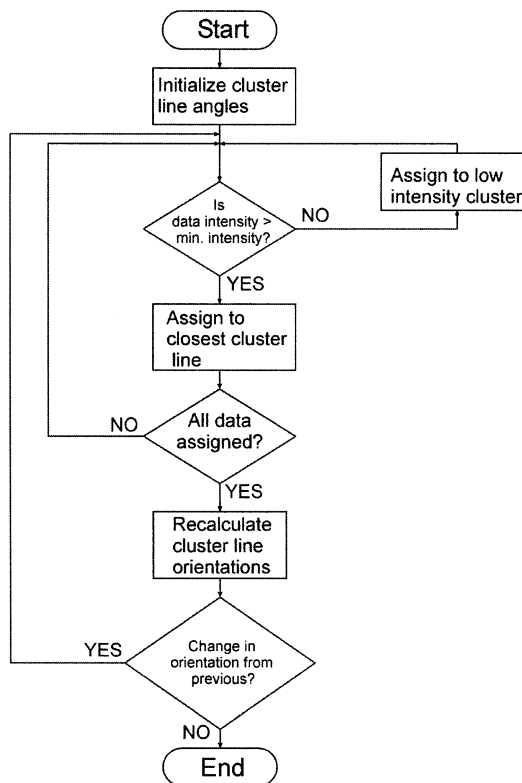 Start
Initialize cluster
line angles
Assign to low
intensity cluster
Is
data intensity >
min. intensity?
NO
YES
Assign to
closest cluster
line
NO
All data
assigned?
YES
Recalculate
cluster line
orientations
YES
Change in
orientation from
previous?
NO
End